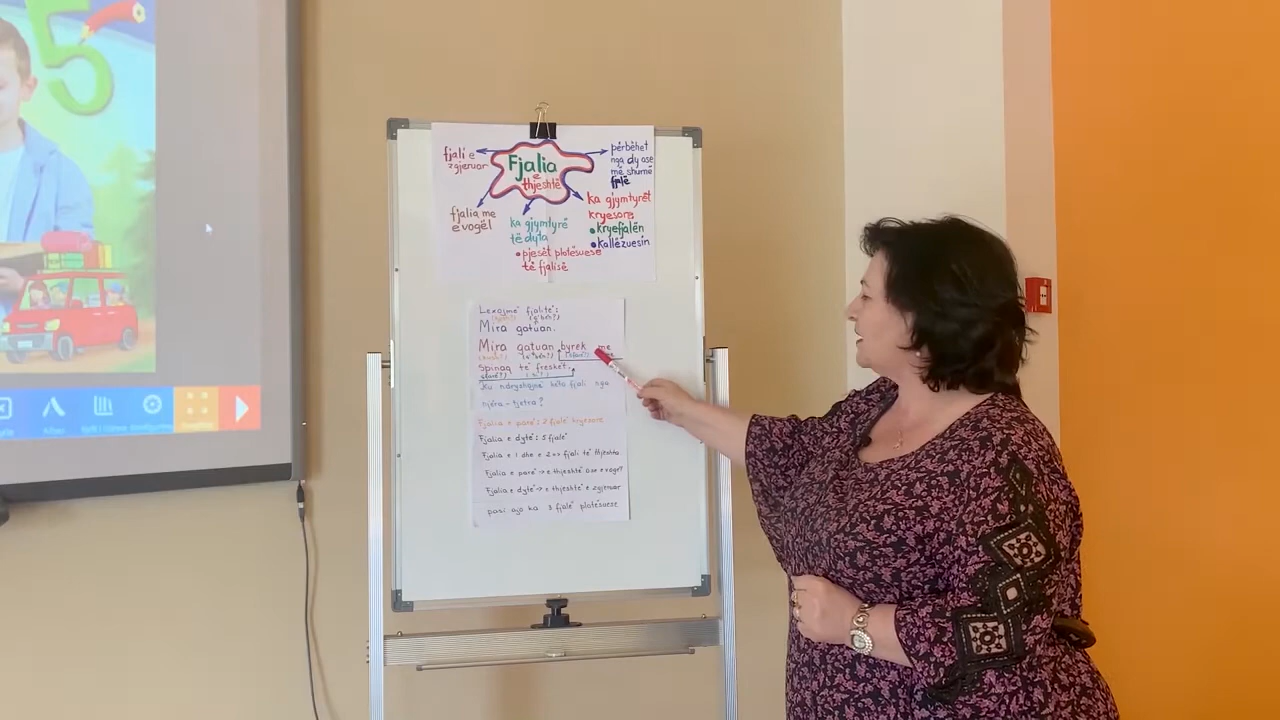 5
fjali e
zgjeruar
Fjalia
e
thjeshtë
përbëhet
nga dy ose
më shumë
fjalë
fjalia me
e vogël
ka gjymtyrë
të dyta
• pjesët plotësuese
të fjalisë
ka gjymtyrët
kryesore
• kryefjalën
• kallëzuesin
Lexojmë fjalitë:
Mira gatuan.
Mira gatuan byrek me
Spinaq të freskët.
Ku ndryshojnë këto fjali nga
njëra-tjetra?
Fjalia e parë: 2 fjalë kryesore
Fjalia e dytë: 5 fjalë
Fjalia e 1 dhe e 2 => fjali të thjeshta
Fjalia e parë -> e thjeshtë ose e vogël
Fjalia e dytë -> e thjeshtë e zgjeruar
pasi ajo ka 3 fjalë plotësuese